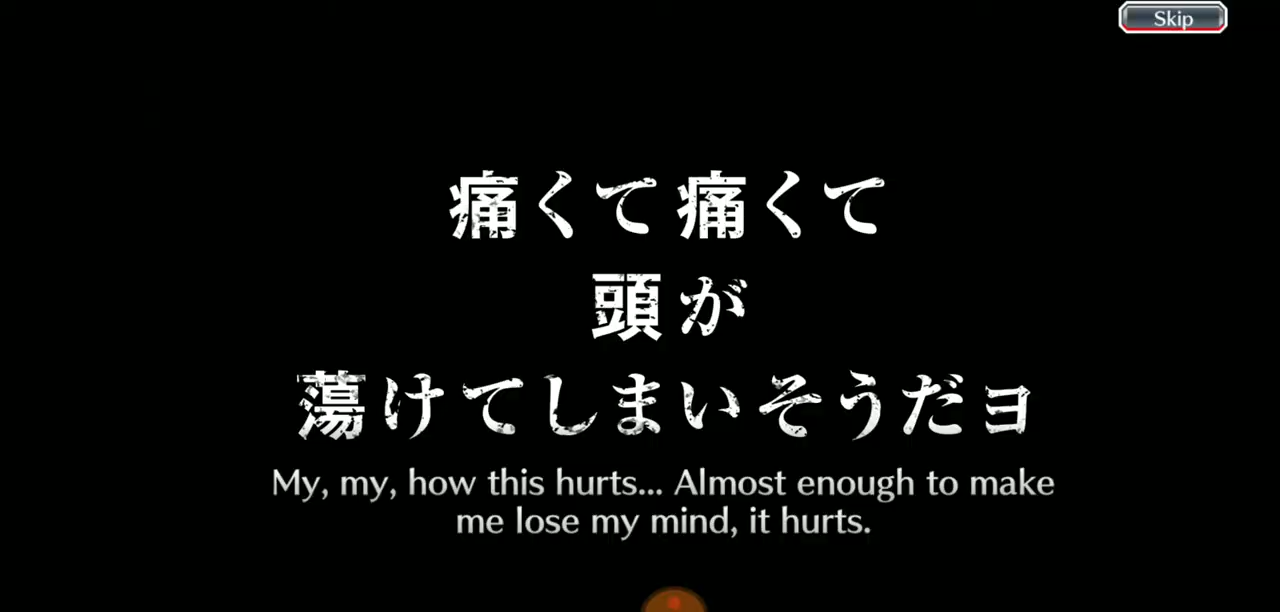 Skip
痛くて痛くて
頭が
蕩けてしまいそうだヨ
My, my, how this hurts... Almost enough to make
me lose my mind, it hurts.